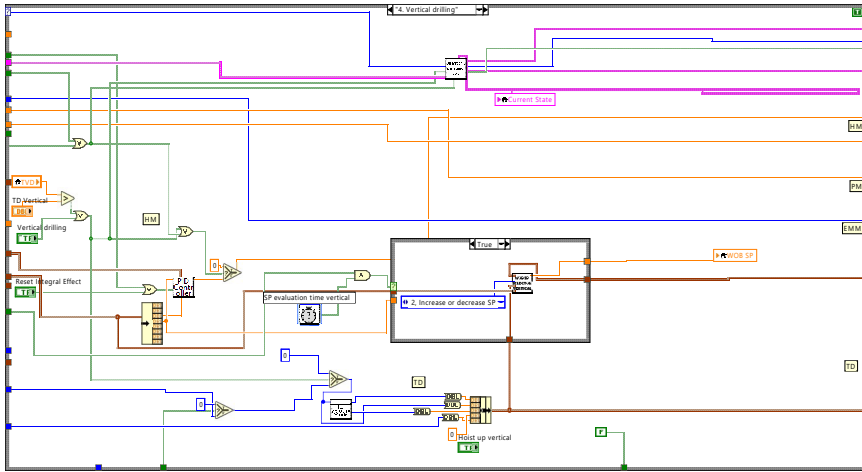 "4. Vertical drilling"
T
Current State
HM
TVD
TD Vertical
DBL
PM
Vertical drilling
TF
HM
EMM
True
0
WOB SP
Reset Integral Effect
TF
PID
Contr
oller
SP evaluation time vertical
2, Increase or decrease SP
0
TD
TD
0
DBL
DBL
DBL
0
Hoist up vertical
TF
F